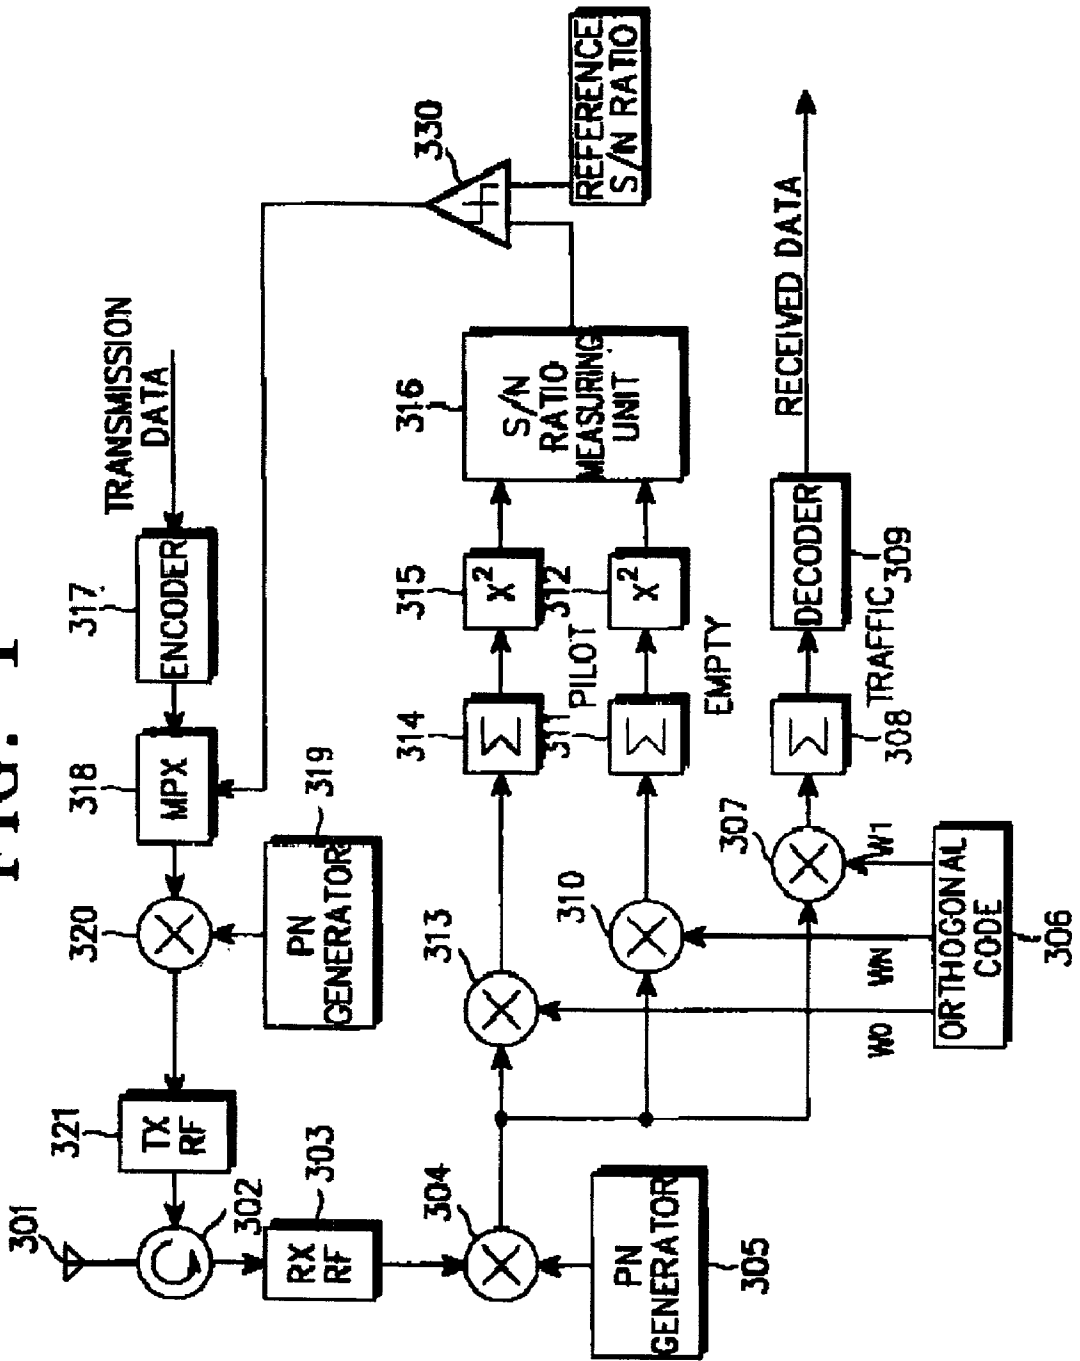 FIG. 1
TRANSMISSION
DATA
317
ENCODER
318
MPX
319
PN
GENERATOR
320
321
TX
RF
301
302
303
RX
RF
304
305
PN
GENERATOR
330
REFERENCE
S/N RATIO
316
S/N
RATIO
MEASURING
UNIT
315
X²
314
Σ
PILOT
313
312
X²
311
Σ
EMPTY
310
RECEIVED DATA
DECODER
309
TRAFFIC
Σ
308
307
W1
WN
W0
ORTHOGONAL
CODE
306